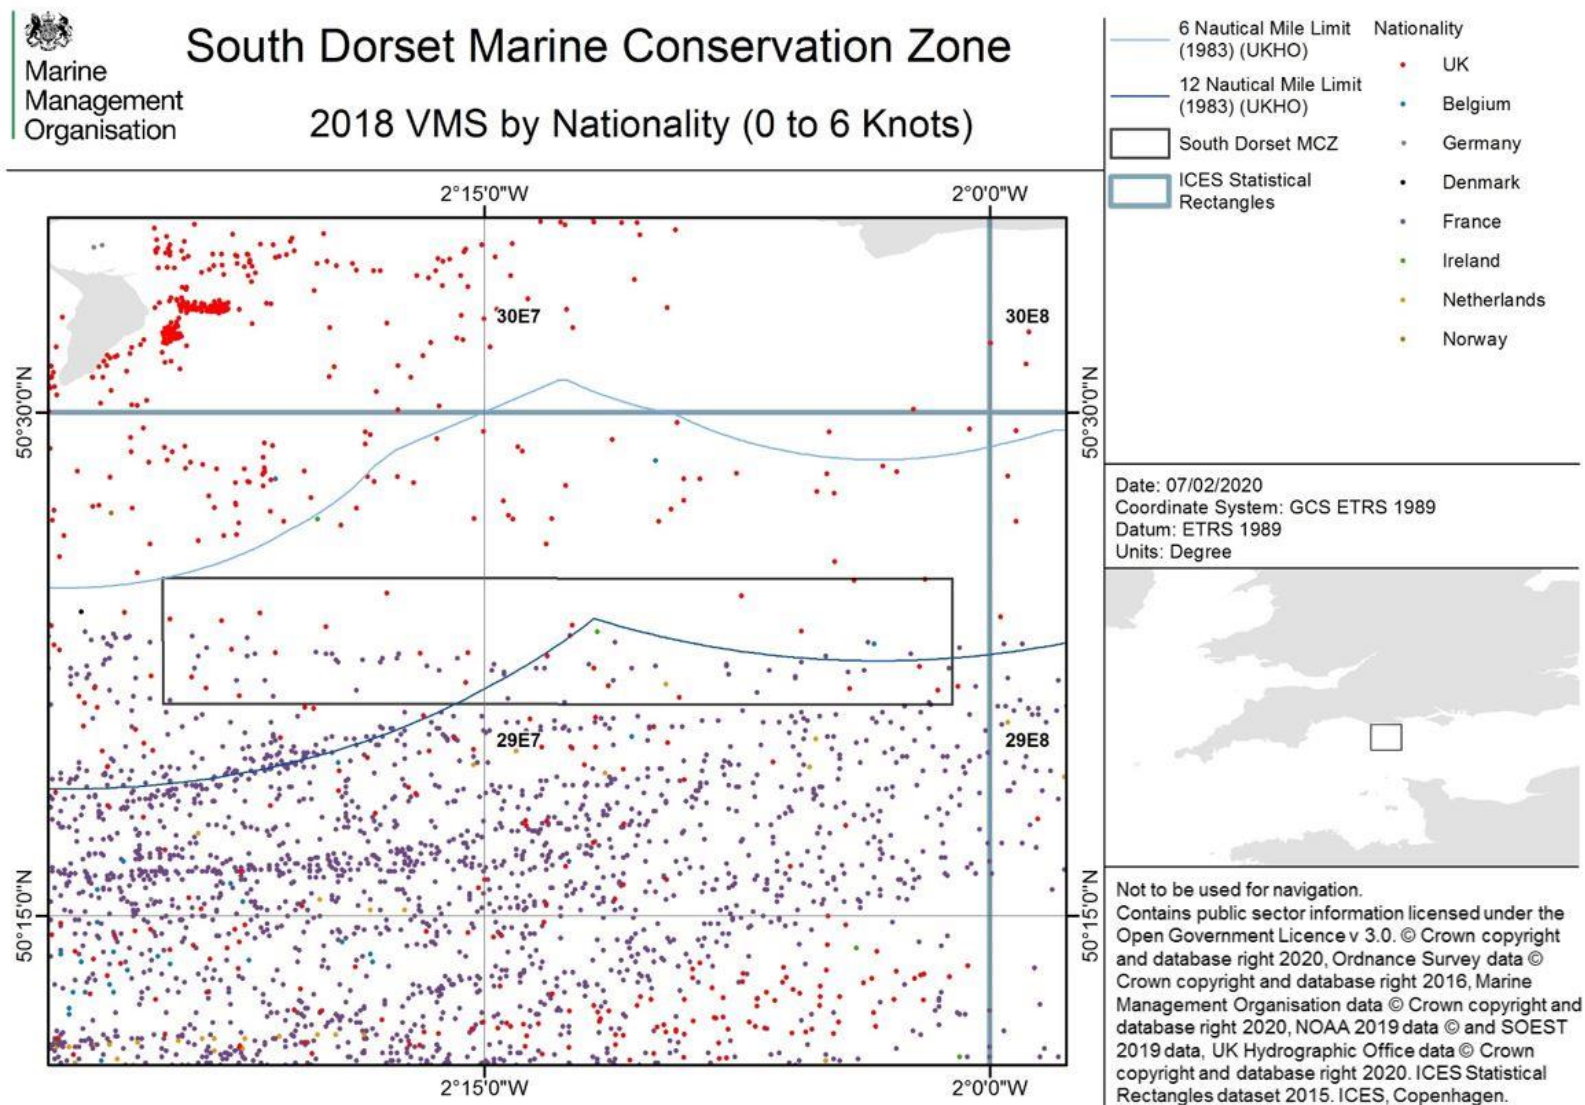 Marine
Management
Organisation
South Dorset Marine Conservation Zone
2018 VMS by Nationality (0 to 6 Knots)
6 Nautical Mile Limit
(1983) (UKHO)
12 Nautical Mile Limit
(1983) (UKHO)
South Dorset MCZ
ICES Statistical
Rectangles
Nationality
UK
Belgium
Germany
Denmark
France
Ireland
Netherlands
Norway
2°15'0"W
2°0'0"W
30E7
30E8
50°30'0"N
50°30'0"N
29E7
29E8
50°15'0"N
50°15'0"N
2°15'0"W
2°0'0"W
Date: 07/02/2020
Coordinate System: GCS ETRS 1989
Datum: ETRS 1989
Units: Degree
Not to be used for navigation.
Contains public sector information licensed under the
Open Government Licence v 3.0. © Crown copyright
and database right 2020, Ordnance Survey data ©
Crown copyright and database right 2016, Marine
Management Organisation data © Crown copyright and
database right 2020, NOAA 2019 data © and SOEST
2019 data, UK Hydrographic Office data © Crown
copyright and database right 2020. ICES Statistical
Rectangles dataset 2015. ICES, Copenhagen.